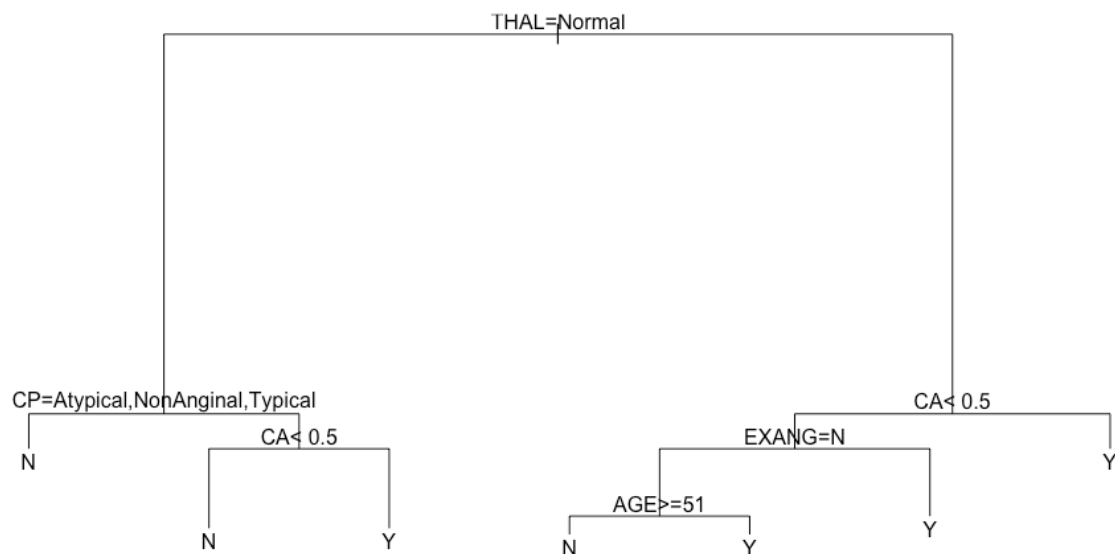 THAL=Normal
CP=Atypical,NonAnginal,Typical
CA< 0.5
CA< 0.5
EXANG=N
N
Y
AGE>=51
N
Y
Y
N
Y